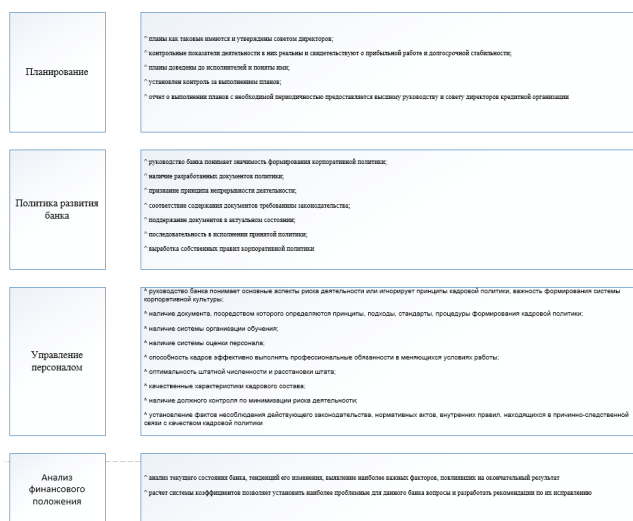 Планирование
^ планы как таковые имеются и утверждены советом директоров;
^ контрольные показатели деятельности в них реальны и свидетельствуют о прибыльной работе и долгосрочной стабильности;
^ планы доведены до исполнителей и поняты ими;
^ установлен контроль за выполнением планов;
^ отчет о выполнении планов с необходимой периодичностью предоставляется высшему руководству и совету директоров кредитной организации
Политика развития
банка
^ руководство банка понимает значимость формирования корпоративной политики;
^ наличие разработанных документов политики;
^ признание принципа непрерывности деятельности;
^ соответствие содержания документов требованиям законодательства;
^ поддержание документов в актуальном состоянии;
^ последовательность в исполнении принятой политики;
^ выработка собственных правил корпоративной политики
Управление
персоналом
^ руководство банка понимает основные аспекты риска деятельности или игнорирует принципы кадровой политики, важность формирования системы
корпоративной культуры;
^ наличие документа, посредством которого определяются принципы, подходы, стандарты, процедуры формирования кадровой политики;
^ наличие системы организации обучения;
^ наличие системы оценки персонала;
^ способность кадров эффективно выполнять профессиональные обязанности в меняющихся условиях работы;
^ оптимальность штатной численности и расстановки штата;
^ качественные характеристики кадрового состава;
^ наличие должного контроля по минимизации риска деятельности;
^ установление фактов несоблюдения действующего законодательства, нормативных актов, внутренних правил, находящихся в причинно-следственной
связи с качеством кадровой политики
Анализ
финансового
положения
^ анализ текущего состояния банка, тенденций его изменения, выявление наиболее важных факторов, повлиявших на окончательный результат
^ расчет системы коэффициентов позволяет установить наиболее проблемные для данного банка вопросы и разработать рекомендации по их исправлению